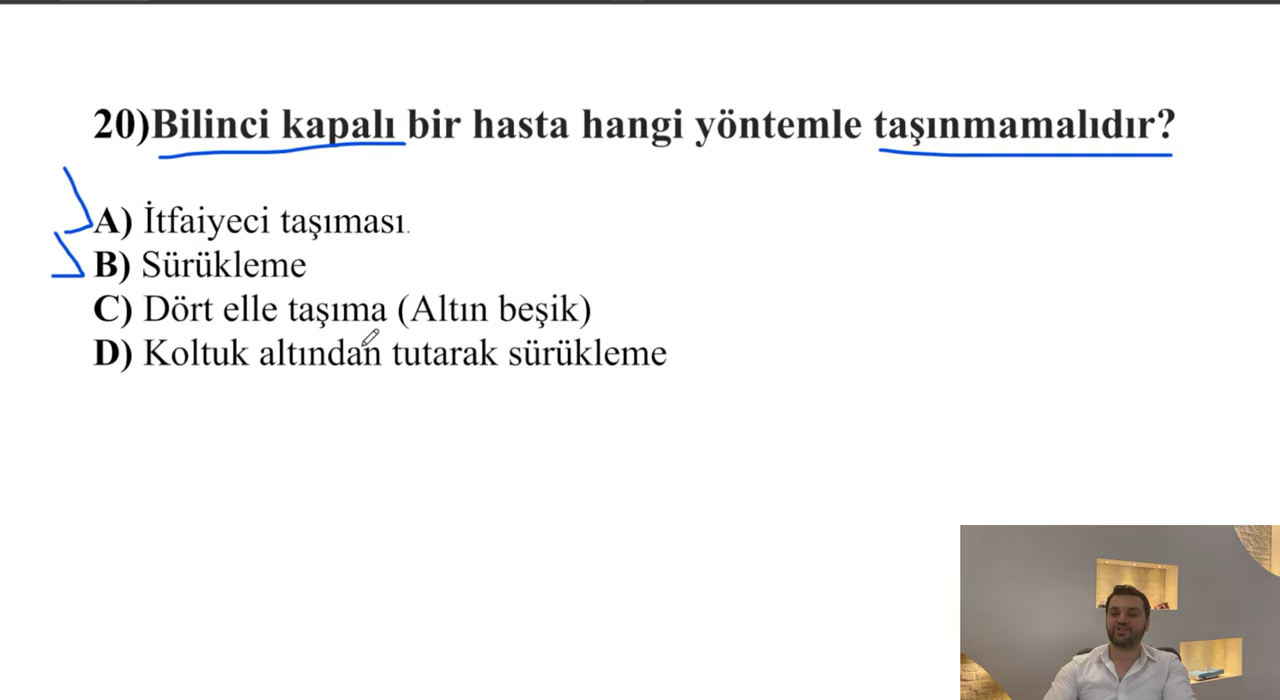 20)Bilinci kapalı bir hasta hangi yöntemle taşınmamalıdır?
A) İtfaiyeci taşıması.
B) Sürükleme
C) Dört elle taşıma (Altın beşik)
D) Koltuk altından tutarak sürükleme